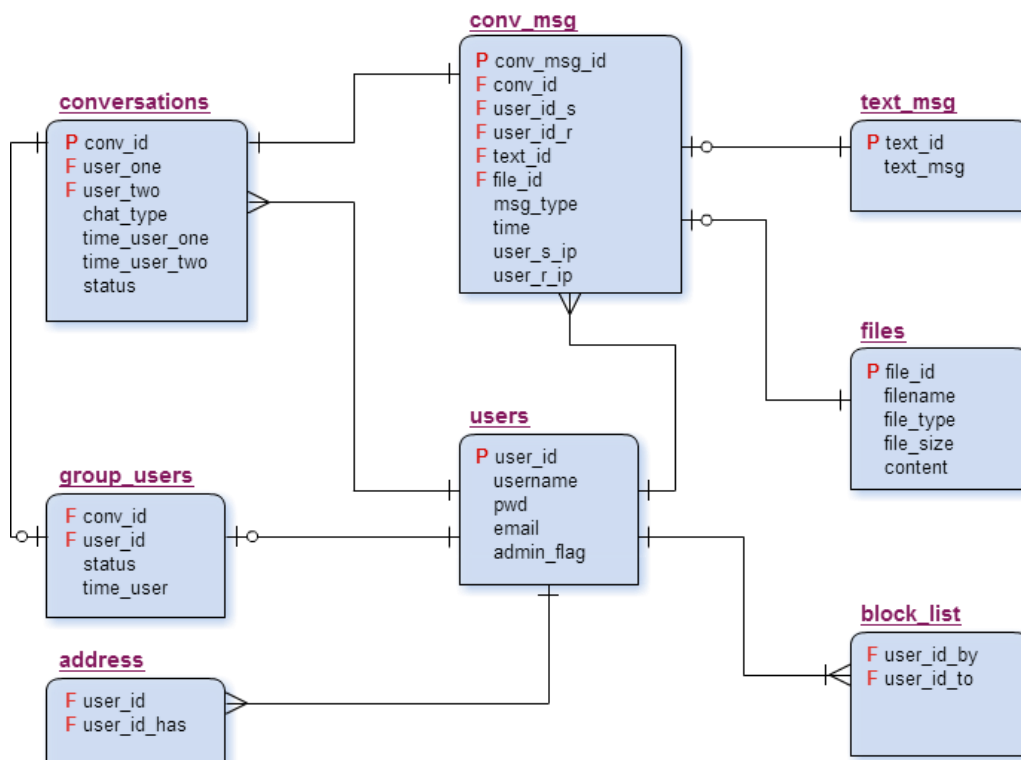 conv_msg
P conv_msg_id
F conv_id
F user_id_s
F user_id_r
F text_id
F file_id
msg_type
time
user_s_ip
user_r_ip
conversations
P conv_id
F user_one
F user_two
chat_type
time_user_one
time_user_two
status
text_msg
P text_id
text_msg
files
P file_id
filename
file_type
file_size
content
users
P user_id
username
pwd
email
admin_flag
group_users
F conv_id
F user_id
status
time_user
block_list
F user_id_by
F user_id_to
address
F user_id
F user_id_has